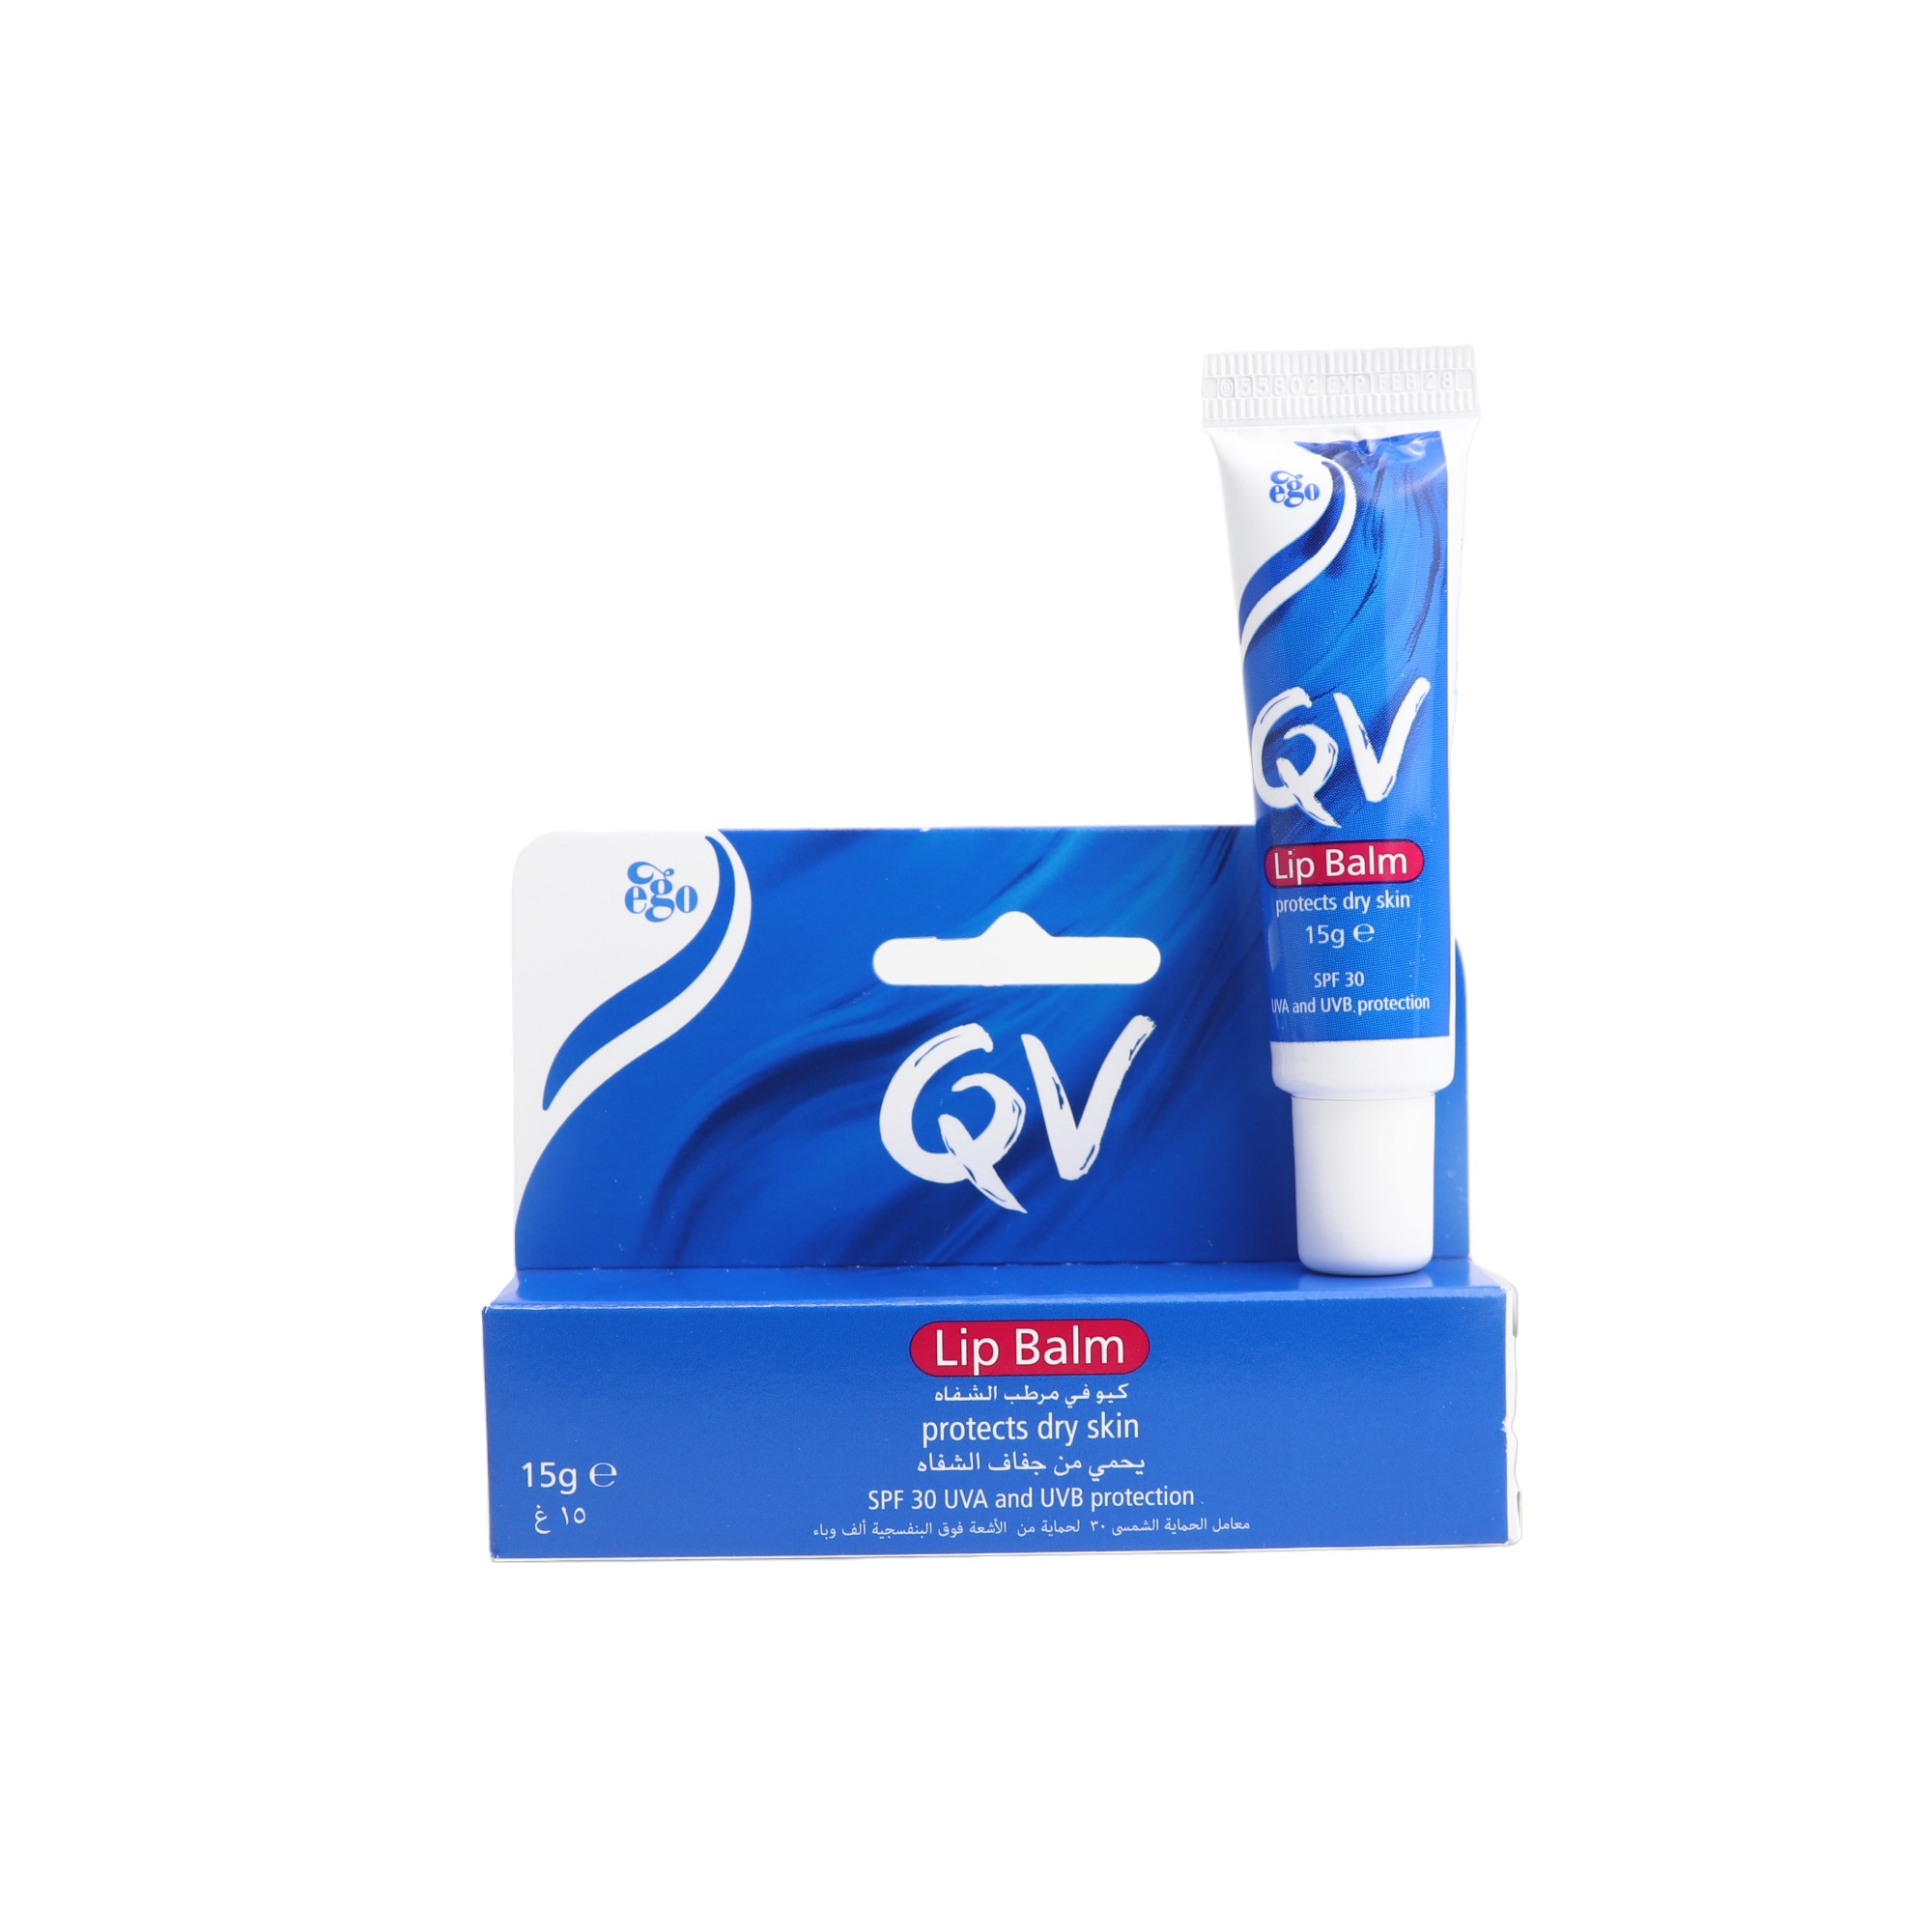 Ⓑ55802 EXP FEB 28
ego
QV
Lip Balm
protects dry skin
15g ℮
SPF 30
UVA and UVB protection
ego
QV
Lip Balm
كيو في مرطب الشفاه
protects dry skin
يحمي من جفاف الشفاه
SPF 30 UVA and UVB protection
معامل الحماية الشمسى ٣٠ لحماية من الأشعة فوق البنفسجية ألف وباء
15g ℮
١٥ غ